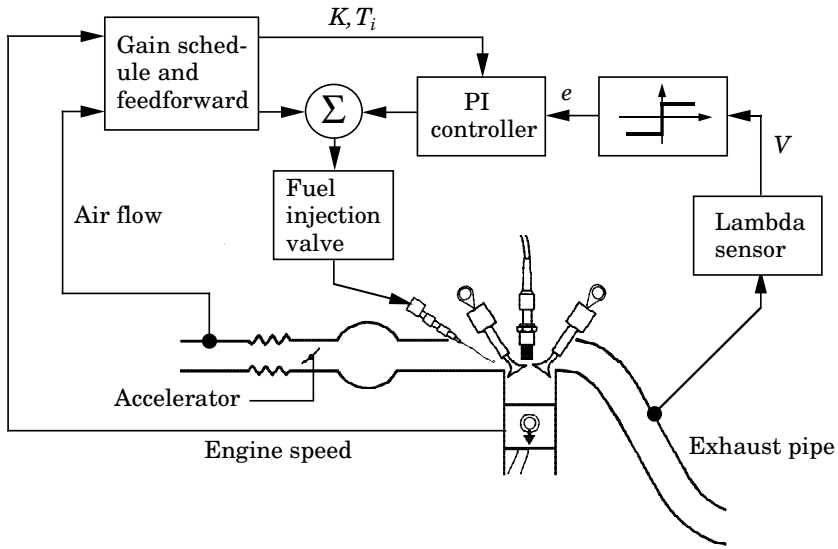 K, T_i
Gain sched-
ule and
feedforward
Σ
PI
controller
e
V
Fuel
injection
valve
Lambda
sensor
Air flow
Accelerator
Engine speed
Exhaust pipe